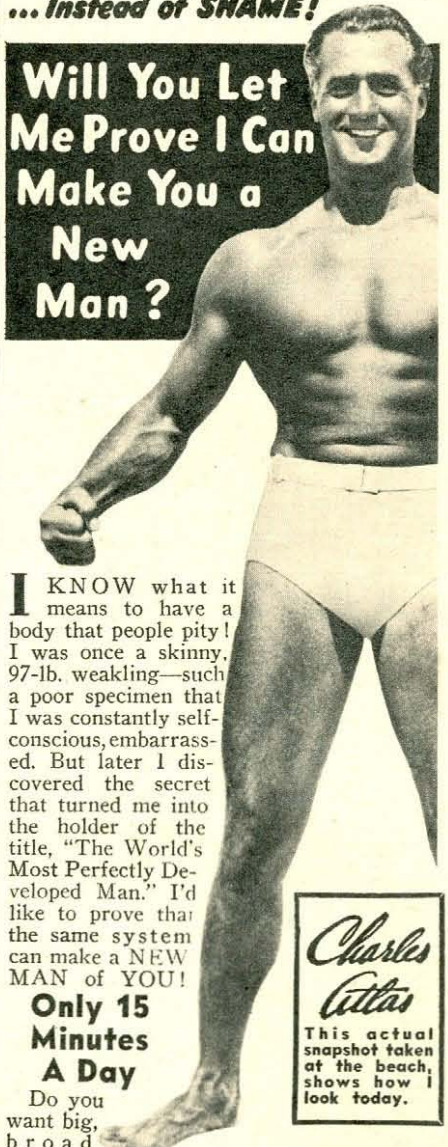 ... Instead of SHAME!
Will You Let
Me Prove I Can
Make You a
New
Man?
I KNOW what it
means to have a
body that people pity!
I was once a skinny,
97-lb. weakling—such
a poor specimen that
I was constantly self-
conscious, embarrass-
ed. But later I dis-
covered the secret
that turned me into
the holder of the
title, "The World's
Most Perfectly De-
veloped Man." I'd
like to prove that
the same system
can make a NEW
MAN of YOU!
Only 15
Minutes
A Day
Do you
want big,
broad
Charles
Atlas
This actual
snapshot taken
at the beach,
shows how I
look today.